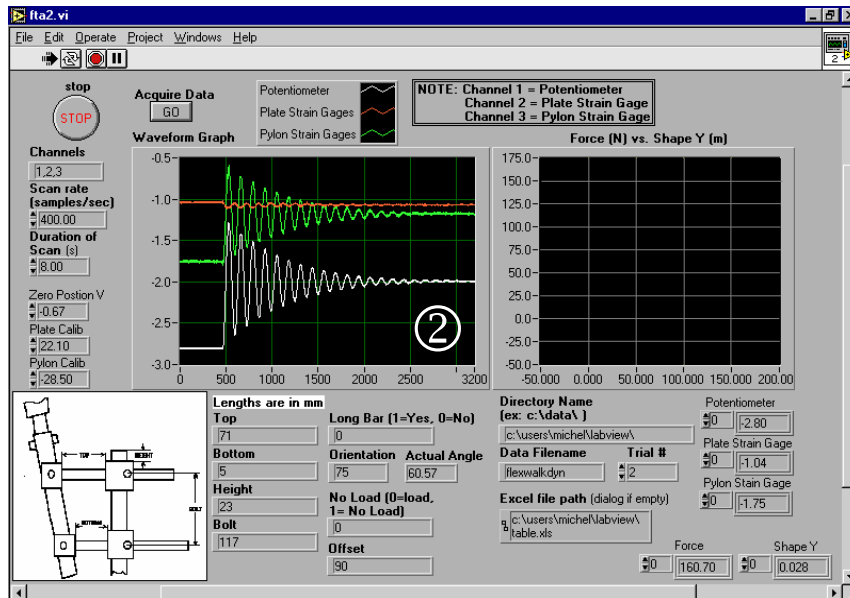 fta2.vi
File Edit Operate Project Windows Help
2
stop
STOP
Acquire Data
GO
Potentiometer
Plate Strain Gages
Pylon Strain Gages
NOTE: Channel 1 = Potentiometer
Channel 2 = Plate Strain Gage
Channel 3 = Pylon Strain Gage
Waveform Graph
Force (N) vs. Shape Y (m)
Channels
1,2,3
Scan rate
(samples/sec)
400.00
Duration of
Scan (s)
8.00
Zero Postion V
-0.67
Plate Calib
22.10
Pylon Calib
-28.50
-0.5
-1.0
-1.5
-2.0
-2.5
-3.0
0 500 1000 1500 2000 2500 3200
②
175.0
150.0
125.0
100.0
75.0
50.0
25.0
0.0
-25.0
-50.0
-50.000 0.000 50.000 100.000 150.000 200.00
TOP
HEIGHT
BOLT
BOTTOM
Lengths are in mm
Top
71
Bottom
5
Height
23
Bolt
117
Long Bar (1=Yes, 0=No)
0
Orientation Actual Angle
75 60.57
No Load (0=load,
1= No Load)
0
Offset
90
Directory Name
(ex: c:\data\ )
c:\users\michel\labview\
Data Filename Trial #
flexwalk.dyn 2
Excel file path (dialog if empty)
c:\users\michel\labview\
table.xls
Potentiometer
0 -2.80
Plate Strain Gage
0 -1.04
Pylon Strain Gage
0 -1.75
Force Shape Y
0 160.70 0 0.028